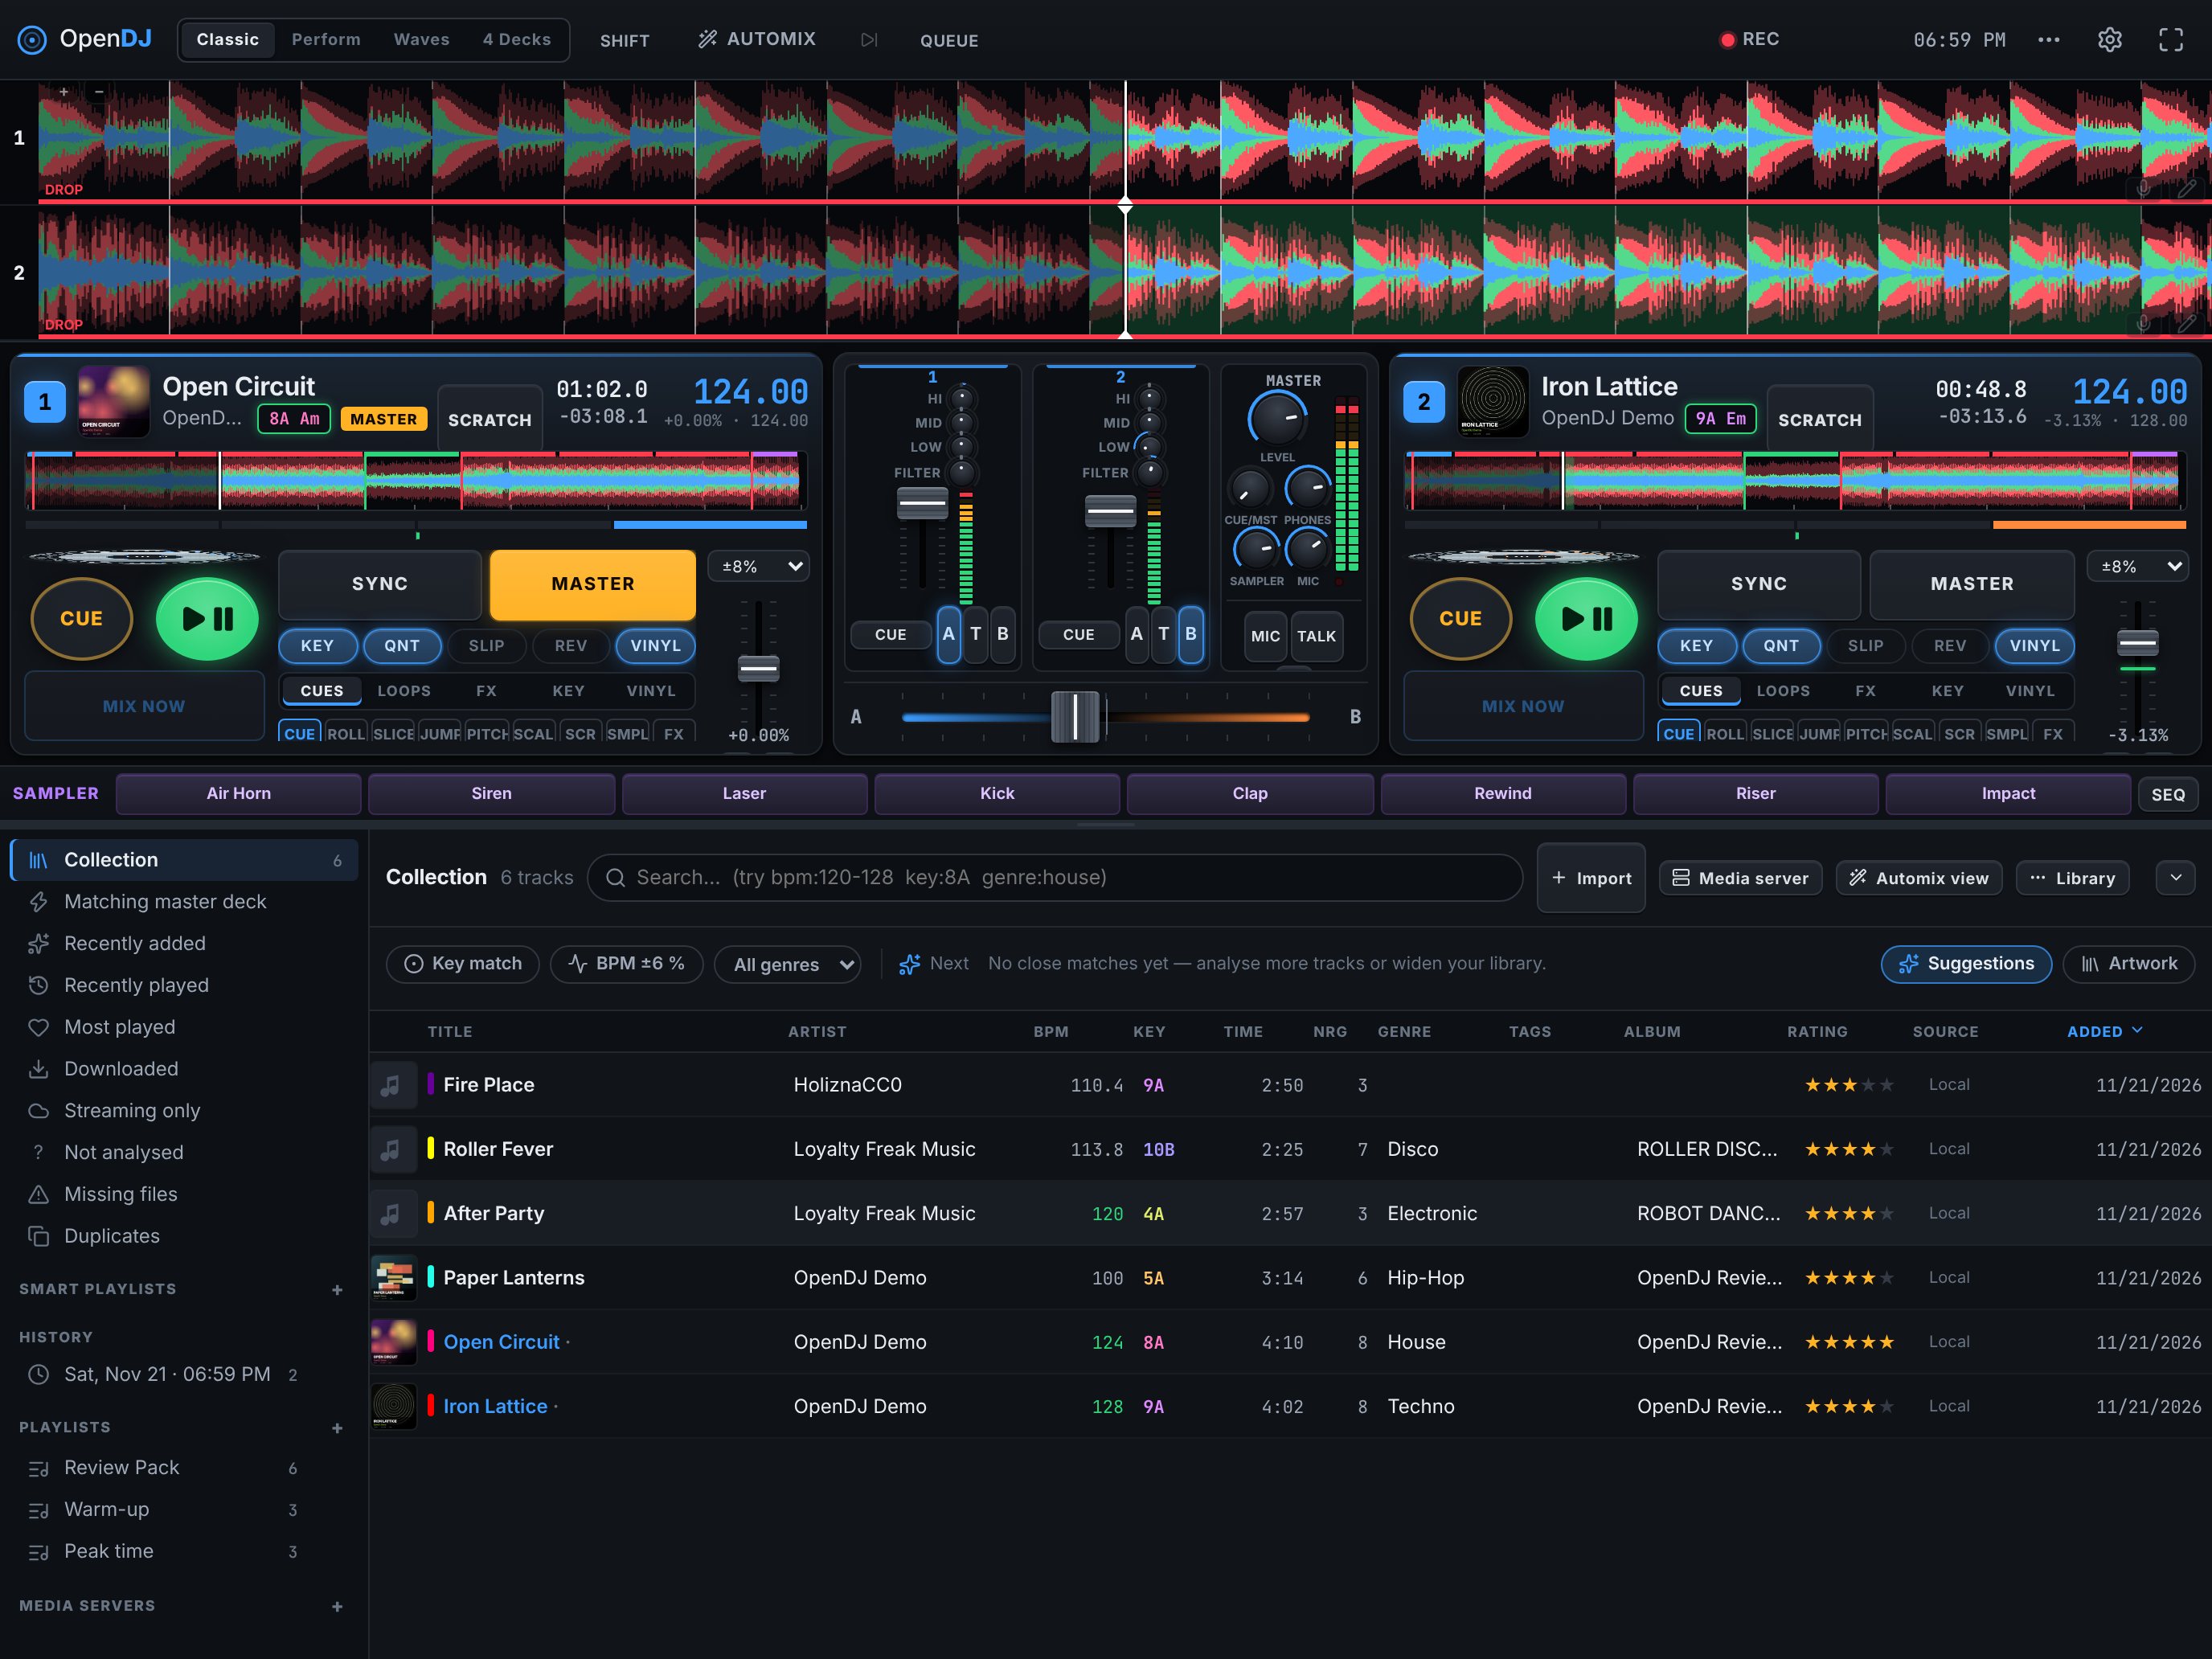 OpenDJ Classic Perform Waves 4 Decks SHIFT AUTOMIX QUEUE REC 06:59 PM
+ −
1
DROP
2
DROP
1 Open Circuit
OpenD... 8A Am MASTER SCRATCH
01:02.0 124.00
-03:08.1 +0.00% · 124.00
OPEN CIRCUIT
SYNC MASTER ±8%
CUE
KEY QNT SLIP REV VINYL
MIX NOW
CUES LOOPS FX KEY VINYL
CUE ROLL SLICE JUMP PITCH SCAL SCR SMPL FX
+0.00%
1 2 MASTER
HI HI
MID MID
LOW LOW
FILTER FILTER
LEVEL
CUE/MST PHONES
SAMPLER MIC
CUE A T B CUE A T B MIC TALK
A B
2 Iron Lattice
OpenDJ Demo 9A Em SCRATCH
00:48.8 124.00
-03:13.6 -3.13% · 128.00
IRON LATTICE
SYNC MASTER ±8%
CUE
KEY QNT SLIP REV VINYL
MIX NOW
CUES LOOPS FX KEY VINYL
CUE ROLL SLICE JUMP PITCH SCAL SCR SMPL FX
-3.13%
SAMPLER Air Horn Siren Laser Kick Clap Rewind Riser Impact SEQ
Collection 6
Matching master deck
Recently added
Recently played
Most played
Downloaded
Streaming only
? Not analysed
Missing files
Duplicates
SMART PLAYLISTS +
HISTORY
Sat, Nov 21 · 06:59 PM 2
PLAYLISTS +
Review Pack 6
Warm-up 3
Peak time 3
MEDIA SERVERS +
Collection 6 tracks Search... (try bpm:120-128 key:8A genre:house) + Import Media server Automix view ··· Library
Key match BPM ±6 % All genres Next No close matches yet — analyse more tracks or widen your library. Suggestions Artwork
TITLE ARTIST BPM KEY TIME NRG GENRE TAGS ALBUM RATING SOURCE ADDED
Fire Place HoliznaCC0 110.4 9A 2:50 3 ★★★★★ Local 11/21/2026
Roller Fever Loyalty Freak Music 113.8 10B 2:25 7 Disco ROLLER DISC... ★★★★★ Local 11/21/2026
After Party Loyalty Freak Music 120 4A 2:57 3 Electronic ROBOT DANC... ★★★★★ Local 11/21/2026
Paper Lanterns OpenDJ Demo 100 5A 3:14 6 Hip-Hop OpenDJ Revie... ★★★★★ Local 11/21/2026
Open Circuit · OpenDJ Demo 124 8A 4:10 8 House OpenDJ Revie... ★★★★★ Local 11/21/2026
Iron Lattice · OpenDJ Demo 128 9A 4:02 8 Techno OpenDJ Revie... ★★★★★ Local 11/21/2026